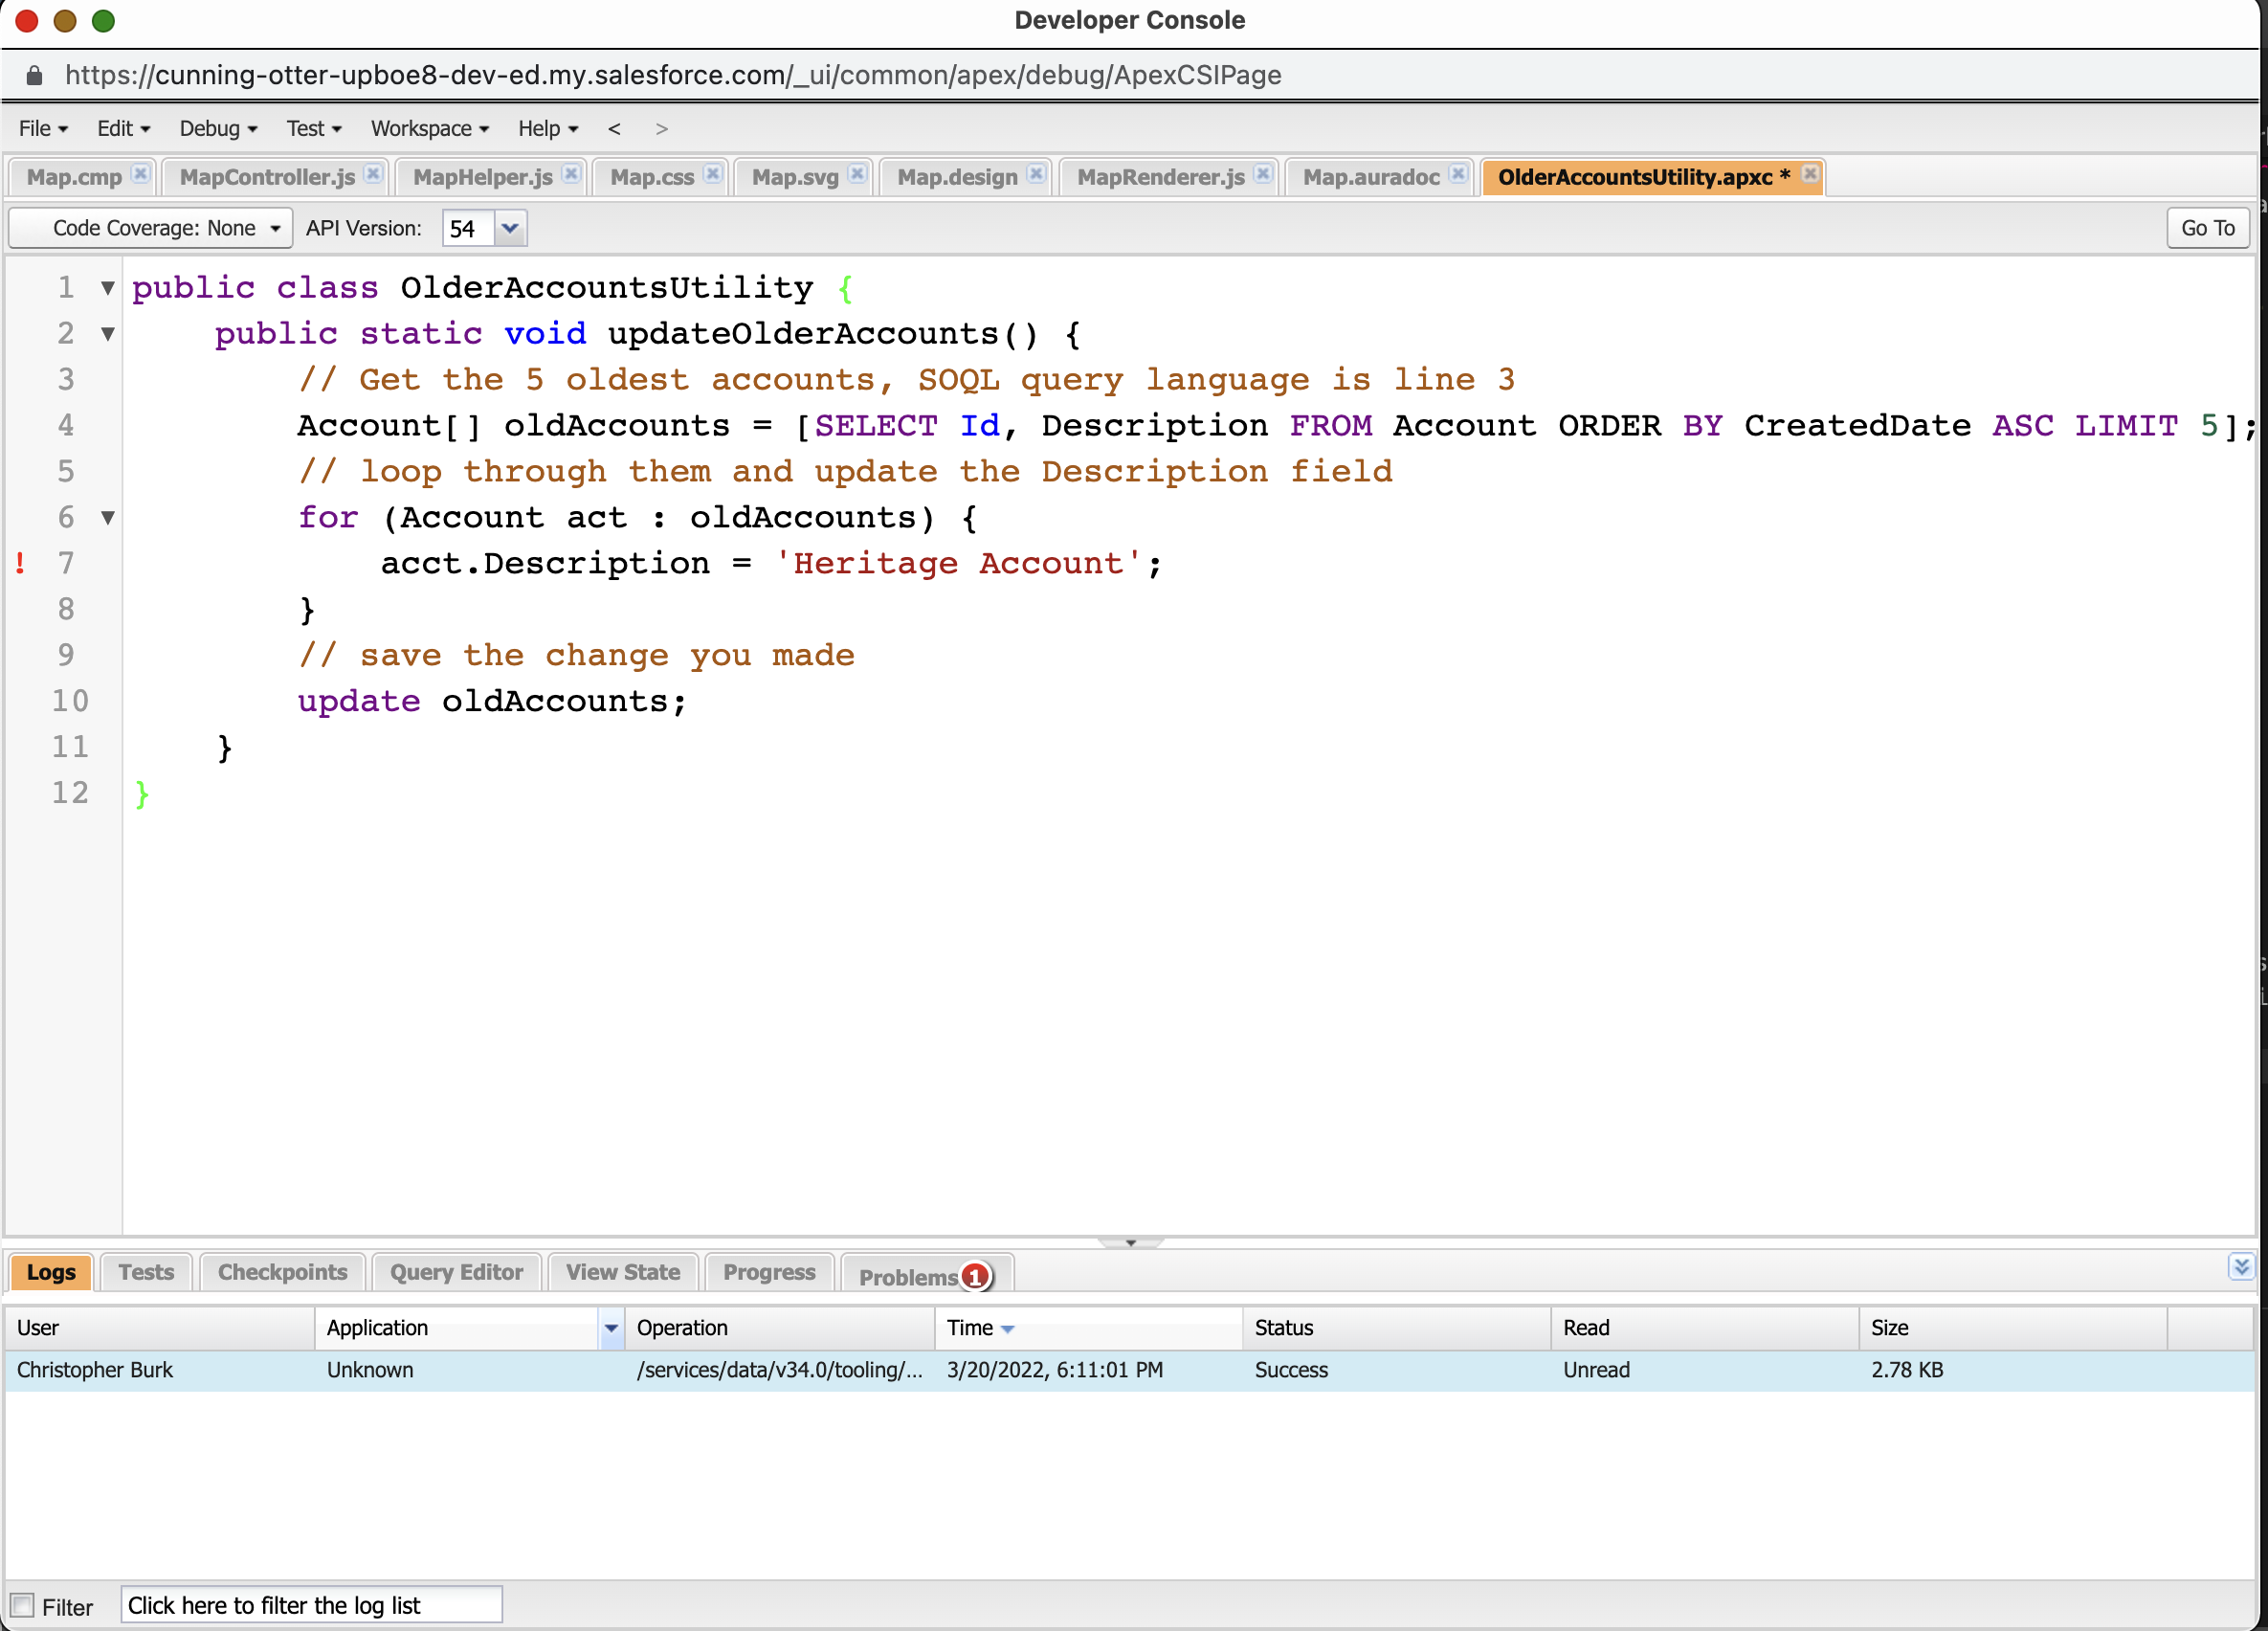 Developer Console
https://cunning-otter-upboe8-dev-ed.my.salesforce.com/_ui/common/apex/debug/ApexCSIPage
File Edit Debug Test Workspace Help < >
Map.cmp MapController.js MapHelper.js Map.css Map.svg Map.design MapRenderer.js Map.auradoc OlderAccountsUtility.apxc *
Code Coverage: None API Version: 54 Go To
1 public class OlderAccountsUtility {
2 public static void updateOlderAccounts() {
3 // Get the 5 oldest accounts, SOQL query language is line 3
4 Account[] oldAccounts = [SELECT Id, Description FROM Account ORDER BY CreatedDate ASC LIMIT 5];
5 // loop through them and update the Description field
6 for (Account act : oldAccounts) {
! 7 acct.Description = 'Heritage Account';
8 }
9 // save the change you made
10 update oldAccounts;
11 }
12 }
Logs Tests Checkpoints Query Editor View State Progress Problems 1
User Application Operation Time Status Read Size
Christopher Burk Unknown /services/data/v34.0/tooling/... 3/20/2022, 6:11:01 PM Success Unread 2.78 KB
Filter Click here to filter the log list